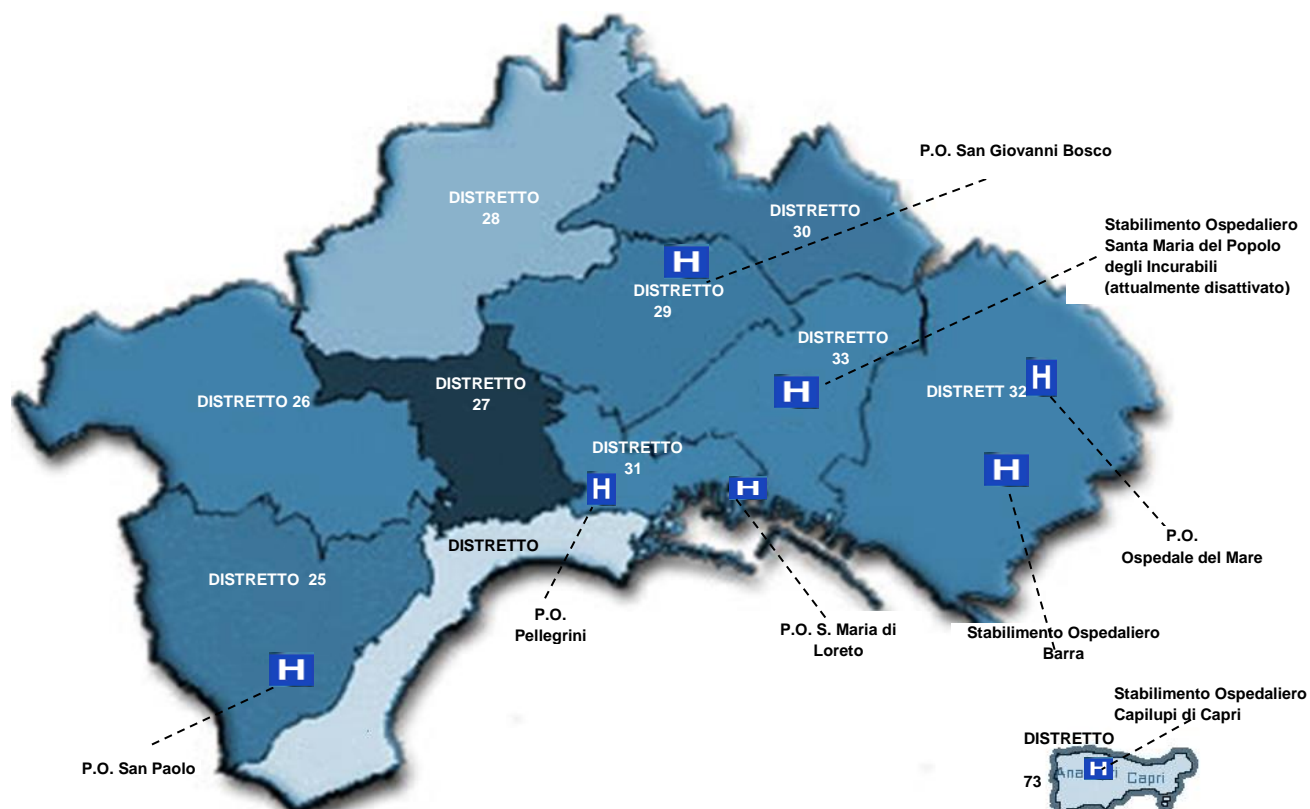 P.O. San Giovanni Bosco
DISTRETTO
28
DISTRETTO
30
Stabilimento Ospedaliero
Santa Maria del Popolo
degli Incurabili
(attualmente disattivato)
H
DISTRETTO
29
DISTRETTO
33
DISTRETTO
27
H
DISTRETT 32
H
DISTRETTO 26
DISTRETTO
31
H
H
H
P.O.
Ospedale del Mare
DISTRETTO
DISTRETTO 25
P.O.
Pellegrini
P.O. S. Maria di
Loreto
Stabilimento Ospedaliero
Barra
H
Stabilimento Ospedaliero
Capilupi di Capri
P.O. San Paolo
DISTRETTO
73
H
Capri